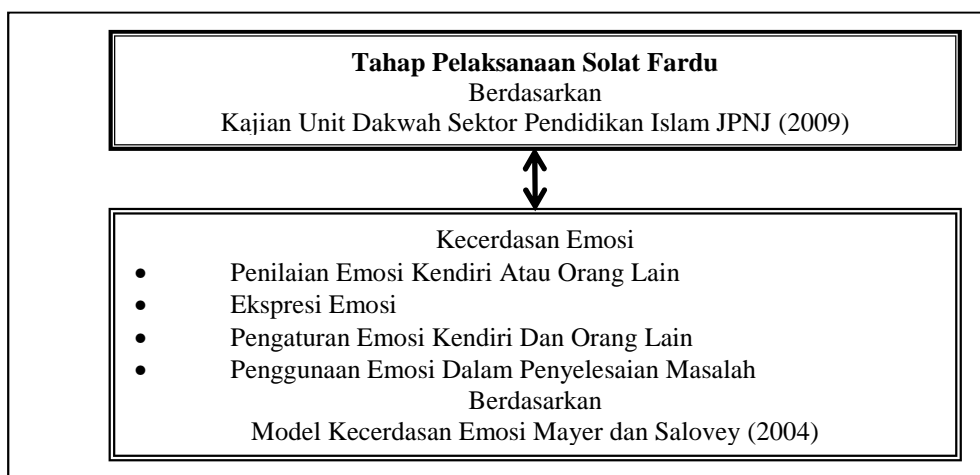 Tahap Pelaksanaan Solat Fardu
Berdasarkan
Kajian Unit Dakwah Sektor Pendidikan Islam JPNJ (2009)
Kecerdasan Emosi
• Penilaian Emosi Kendiri Atau Orang Lain
• Ekspresi Emosi
• Pengaturan Emosi Kendiri Dan Orang Lain
• Penggunaan Emosi Dalam Penyelesaian Masalah
Berdasarkan
Model Kecerdasan Emosi Mayer dan Salovey (2004)